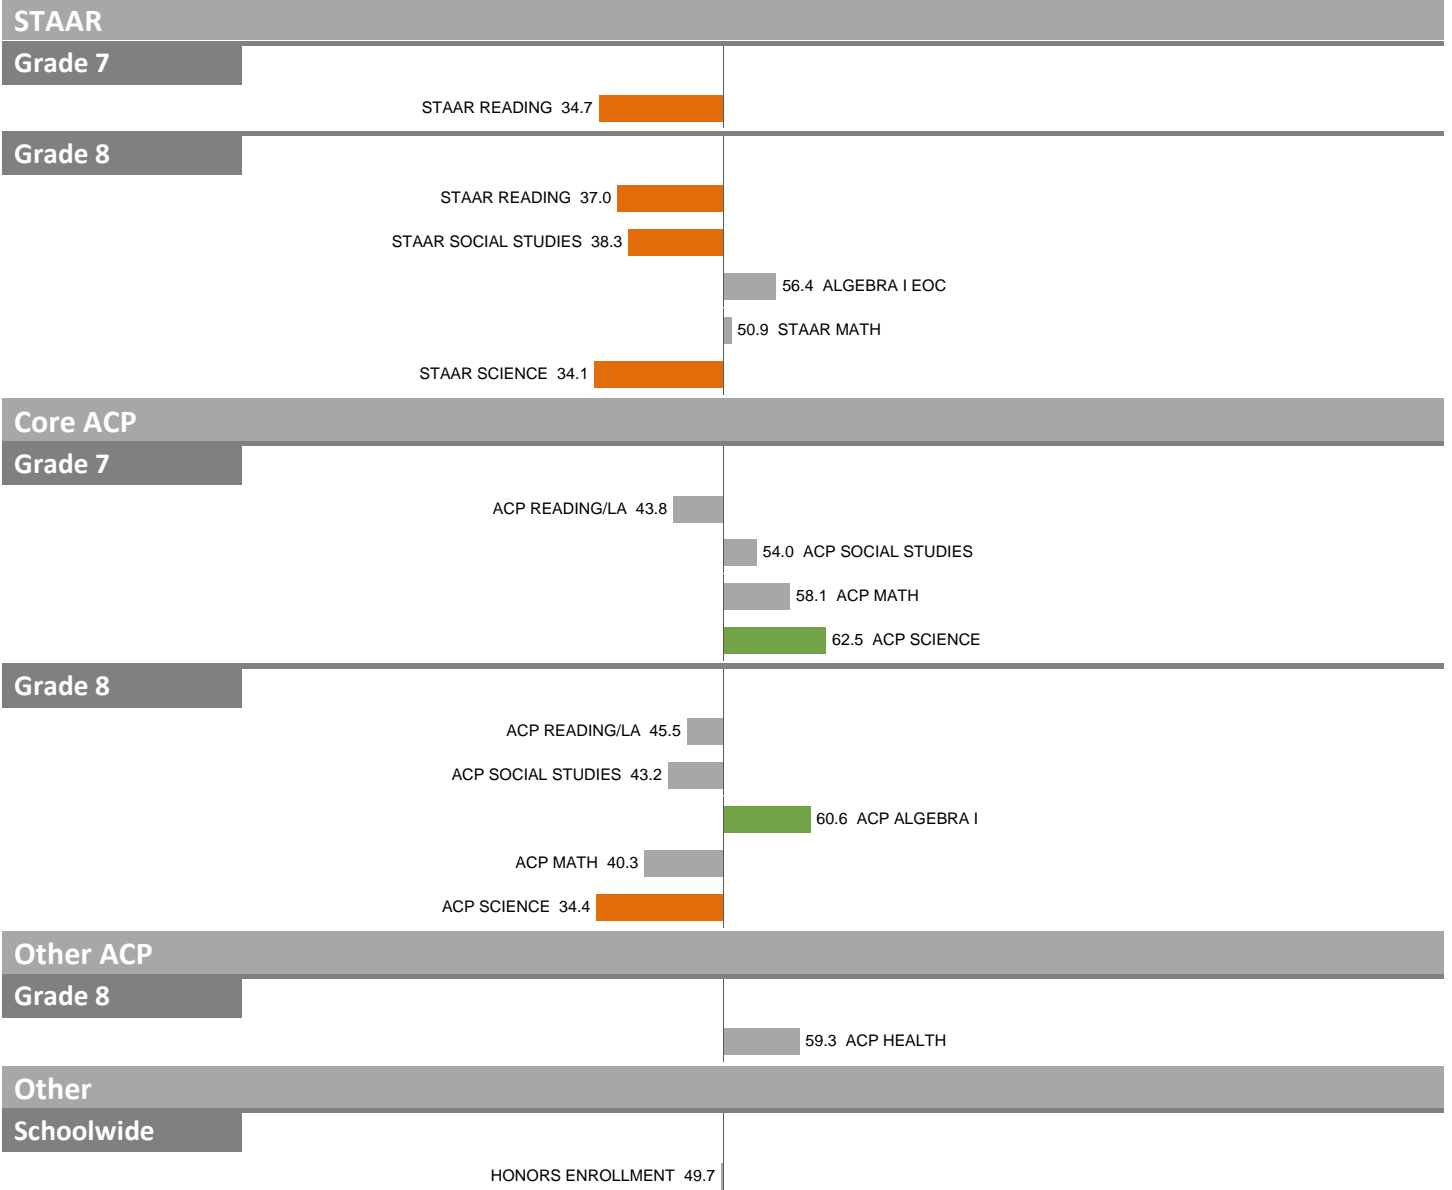 STAAR
Grade 7
STAAR READING 34.7
Grade 8
STAAR READING 37.0
STAAR SOCIAL STUDIES 38.3
56.4 ALGEBRA I EOC
50.9 STAAR MATH
STAAR SCIENCE 34.1
Core ACP
Grade 7
ACP READING/LA 43.8
54.0 ACP SOCIAL STUDIES
58.1 ACP MATH
62.5 ACP SCIENCE
Grade 8
ACP READING/LA 45.5
ACP SOCIAL STUDIES 43.2
60.6 ACP ALGEBRA I
ACP MATH 40.3
ACP SCIENCE 34.4
Other ACP
Grade 8
59.3 ACP HEALTH
Other
Schoolwide
HONORS ENROLLMENT 49.7